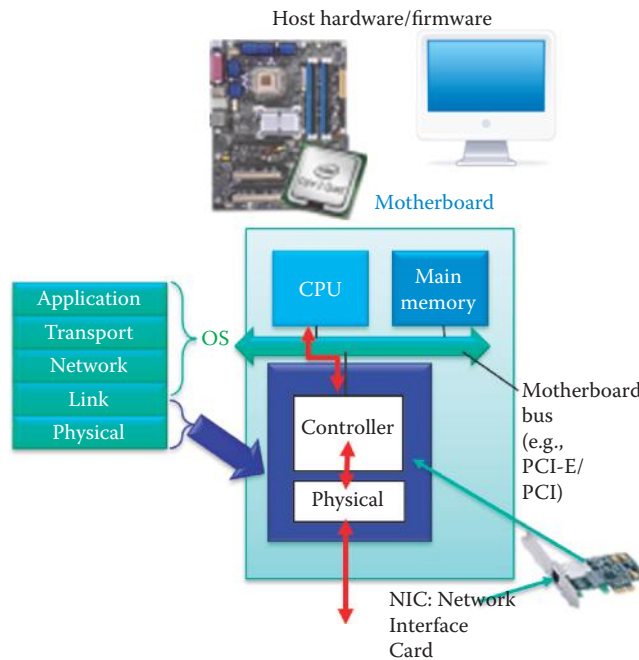 Host hardware/firmware
Motherboard
CPU
Main
memory
Application
Transport
Network
Link
Physical
OS
Controller
Physical
Motherboard
bus
(e.g.,
PCI-E/
PCI)
NIC: Network
Interface
Card